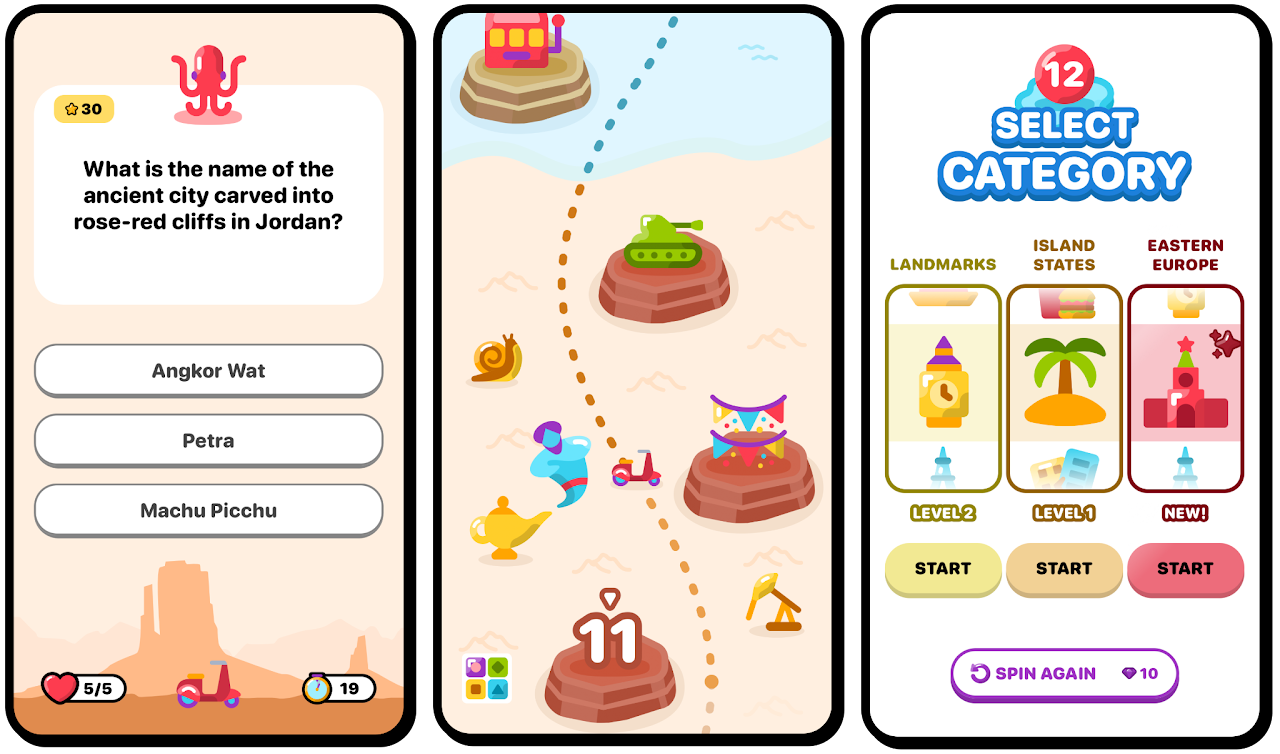 30
What is the name of the
ancient city carved into
rose-red cliffs in Jordan?
Angkor Wat
Petra
Machu Picchu
5/5
19
11
12
SELECT
CATEGORY
LANDMARKS
ISLAND
STATES
EASTERN
EUROPE
LEVEL 2
LEVEL 1
NEW!
START
START
START
SPIN AGAIN 10